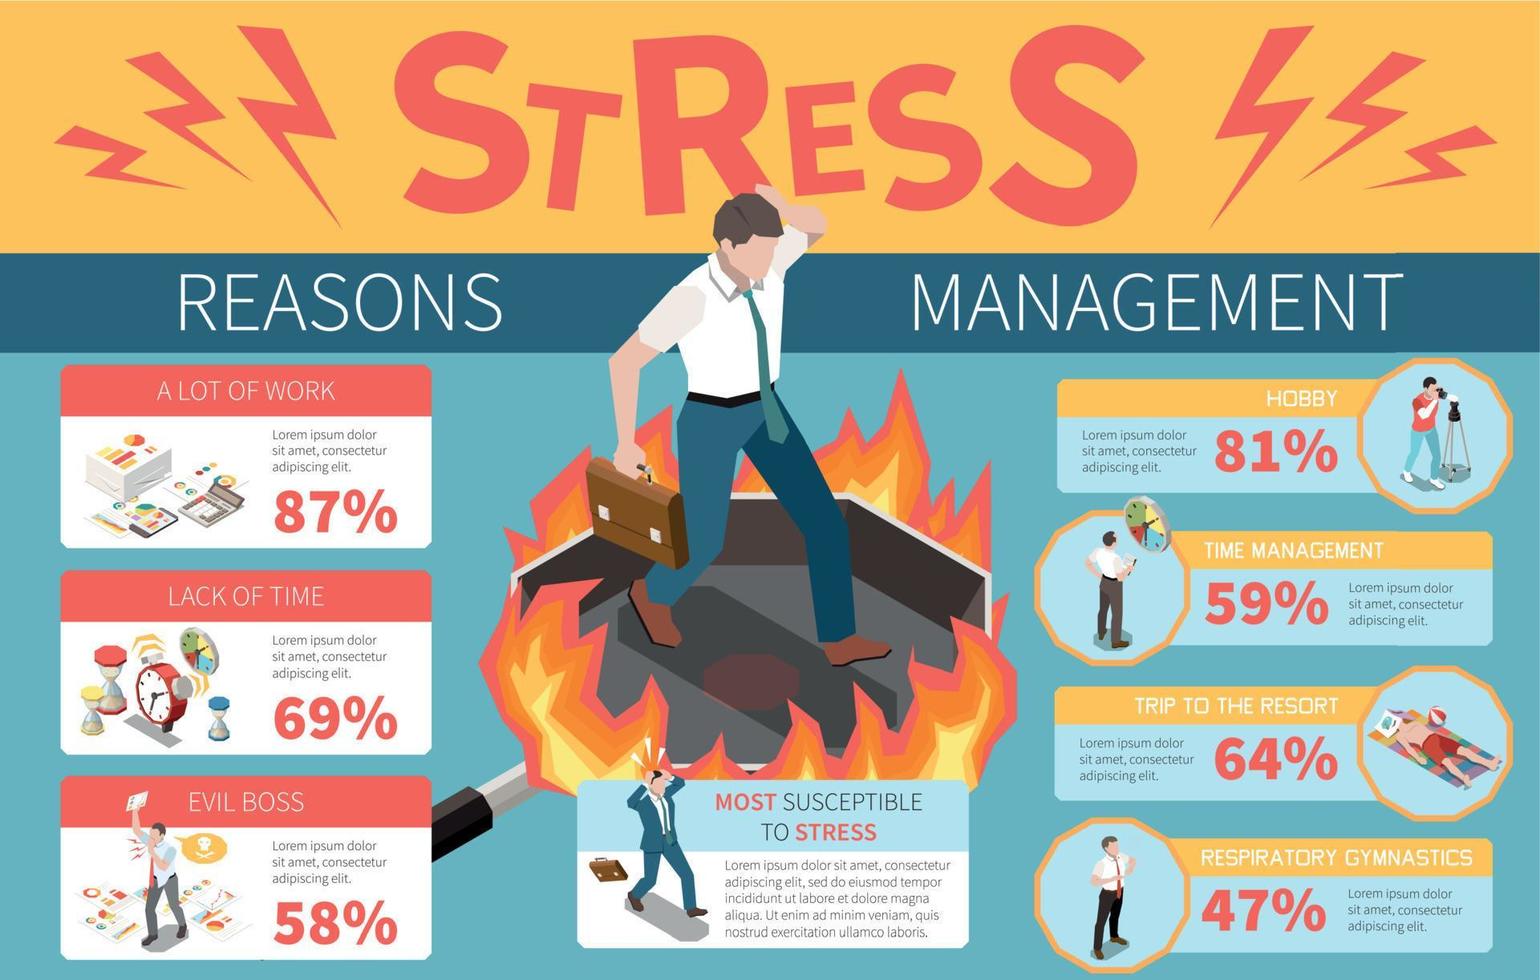 STRESS
REASONS
MANAGEMENT
A LOT OF WORK
Lorem ipsum dolor
sit amet, consectetur
adipiscing elit.
87%
LACK OF TIME
Lorem ipsum dolor
sit amet, consectetur
adipiscing elit.
69%
EVIL BOSS
Lorem ipsum dolor
sit amet, consectetur
adipiscing elit.
58%
MOST SUSCEPTIBLE
TO STRESS
Lorem ipsum dolor sit amet, consectetur
adipiscing elit, sed do eiusmod tempor
incididunt ut labore et dolore magna
aliqua. Ut enim ad minim veniam, quis
nostrud exercitation ullamco laboris.
HOBBY
Lorem ipsum dolor
sit amet, consectetur
adipiscing elit.
81%
TIME MANAGEMENT
59%
Lorem ipsum dolor
sit amet, consectetur
adipiscing elit.
TRIP TO THE RESORT
Lorem ipsum dolor
sit amet, consectetur
adipiscing elit.
64%
RESPIRATORY GYMNASTICS
47%
Lorem ipsum dolor
sit amet, consectetur
adipiscing elit.